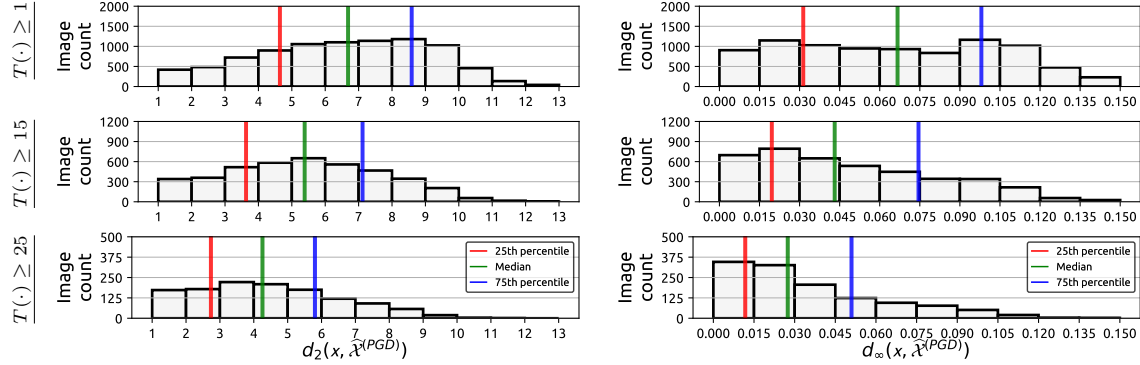 T(·) ≥ 1
Image count
2000
1500
1000
500
0
1 2 3 4 5 6 7 8 9 10 11 12 13
Image count
2000
1500
1000
500
0
0.000 0.015 0.030 0.045 0.060 0.075 0.090 0.105 0.120 0.135 0.150
T(·) ≥ 15
Image count
1200
900
600
300
0
1 2 3 4 5 6 7 8 9 10 11 12 13
Image count
1200
900
600
300
0
0.000 0.015 0.030 0.045 0.060 0.075 0.090 0.105 0.120 0.135 0.150
T(·) ≥ 25
Image count
500
375
250
125
0
25th percentile
Median
75th percentile
1 2 3 4 5 6 7 8 9 10 11 12 13
d₂(x, X̂^(PGD))
Image count
500
375
250
125
0
25th percentile
Median
75th percentile
0.000 0.015 0.030 0.045 0.060 0.075 0.090 0.105 0.120 0.135 0.150
d∞(x, X̂^(PGD))